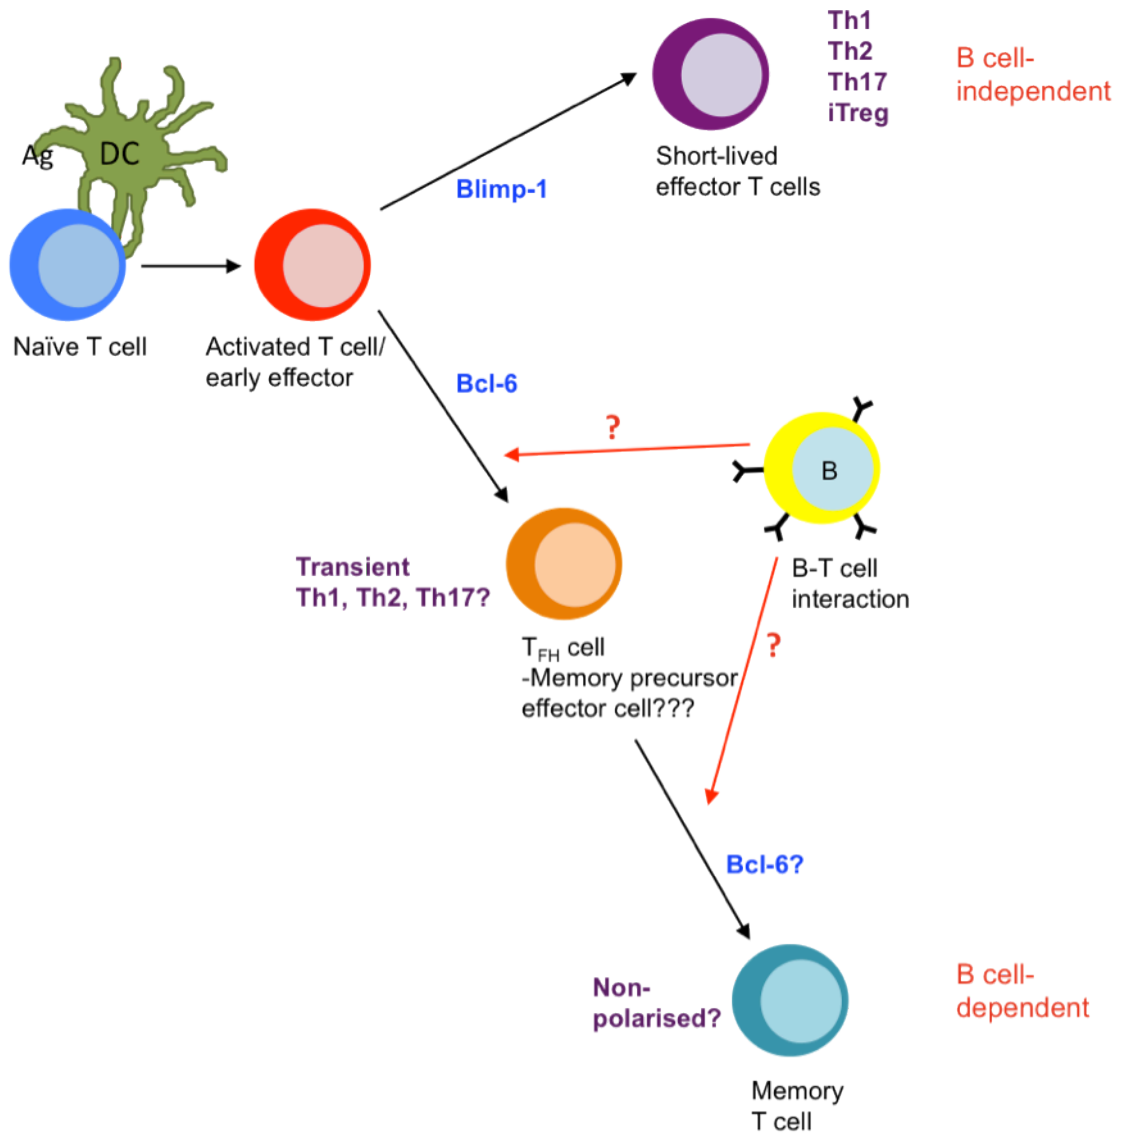 Th1
Th2
Th17
iTreg
B cell-
independent
Ag
DC
Short-lived
effector T cells
Blimp-1
Naïve T cell
Activated T cell/
early effector
Bcl-6
?
B
B-T cell
interaction
Transient
Th1, Th2, Th17?
TFH cell
-Memory precursor
effector cell???
?
Bcl-6?
Non-
polarised?
B cell-
dependent
Memory
T cell